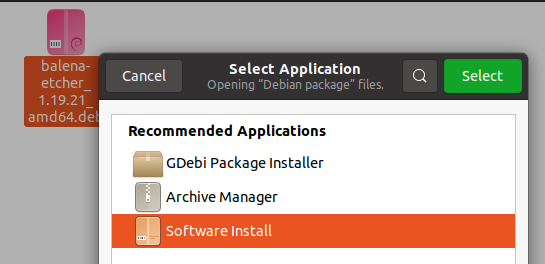 balena-
etcher_
1.19.21_
amd64.deb
Cancel
Select Application
Opening “Debian package” files.
Select
Recommended Applications
GDebi Package Installer
Archive Manager
Software Install